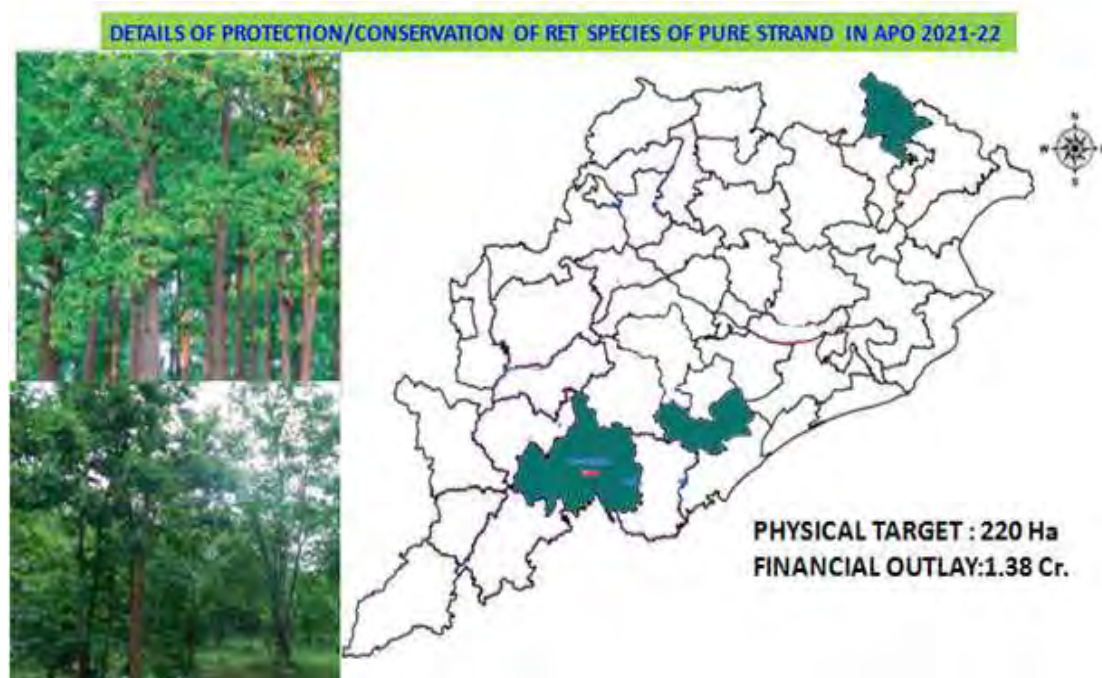 DETAILS OF PROTECTION/CONSERVATION OF RET SPECIES OF PURE STRAND IN APO 2021-22
N
W
S
PHYSICAL TARGET : 220 Ha
FINANCIAL OUTLAY:1.38 Cr.